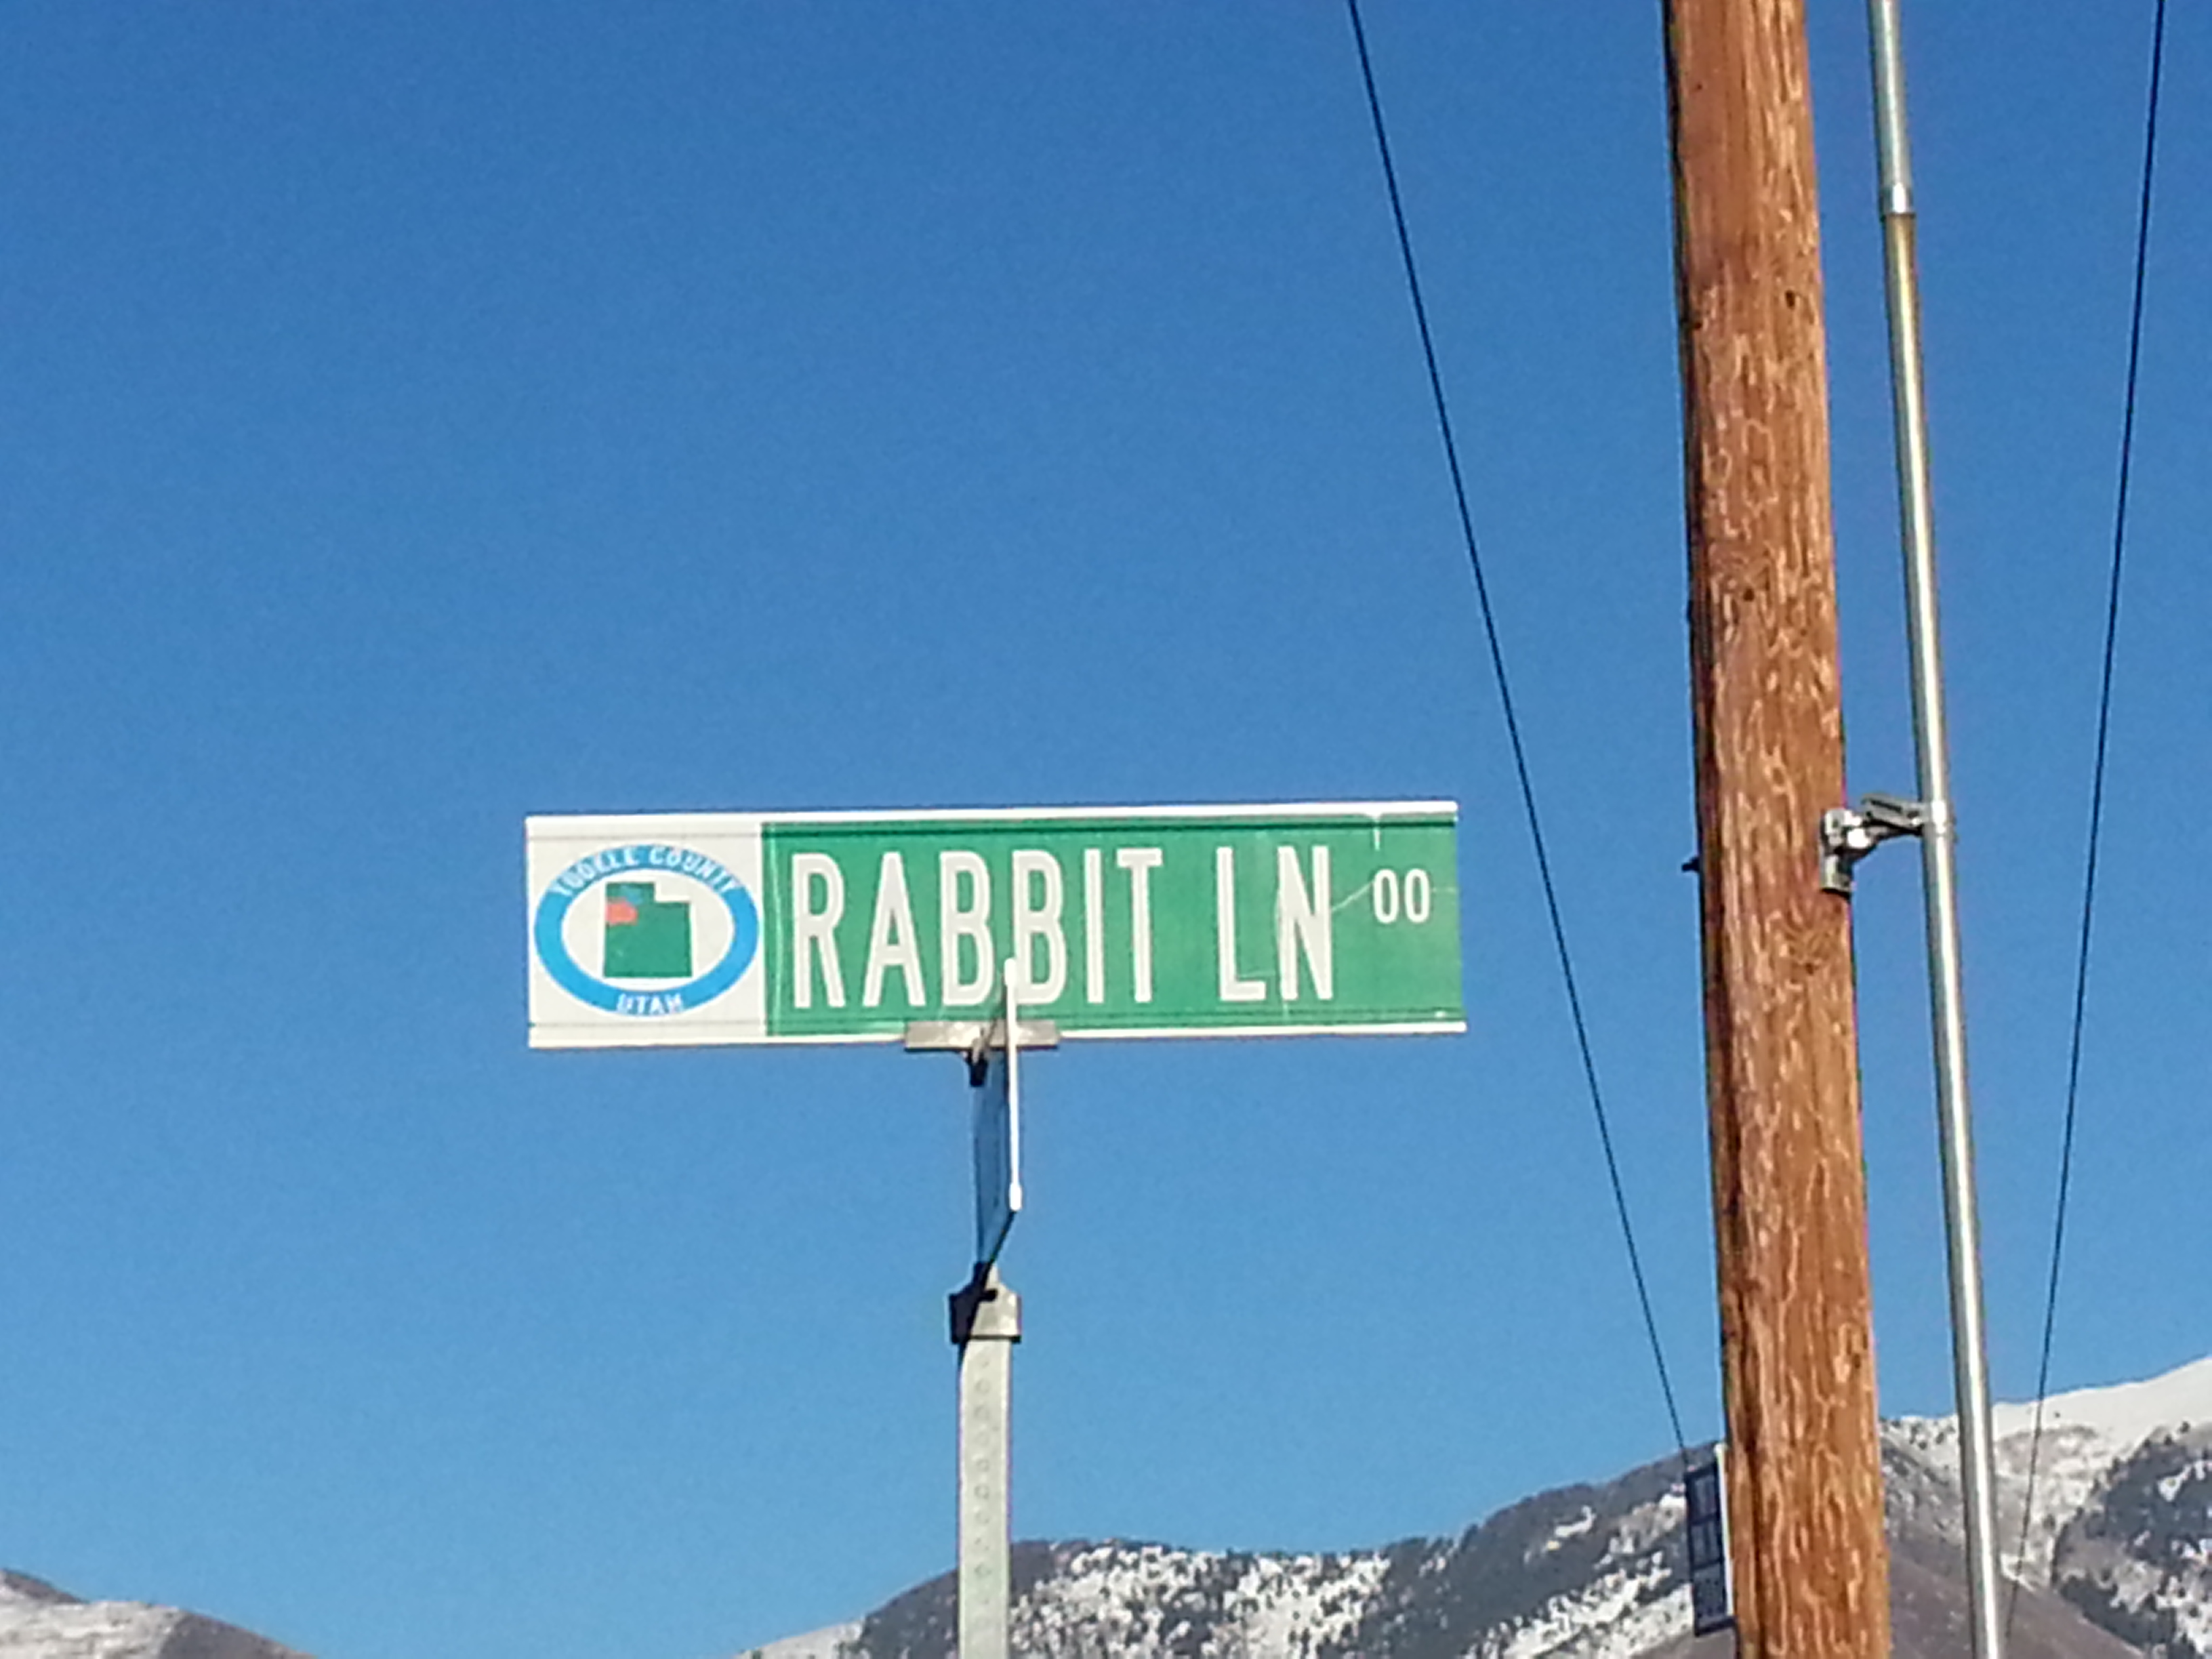 TOOELE COUNTY
UTAH
RABBIT LN 00